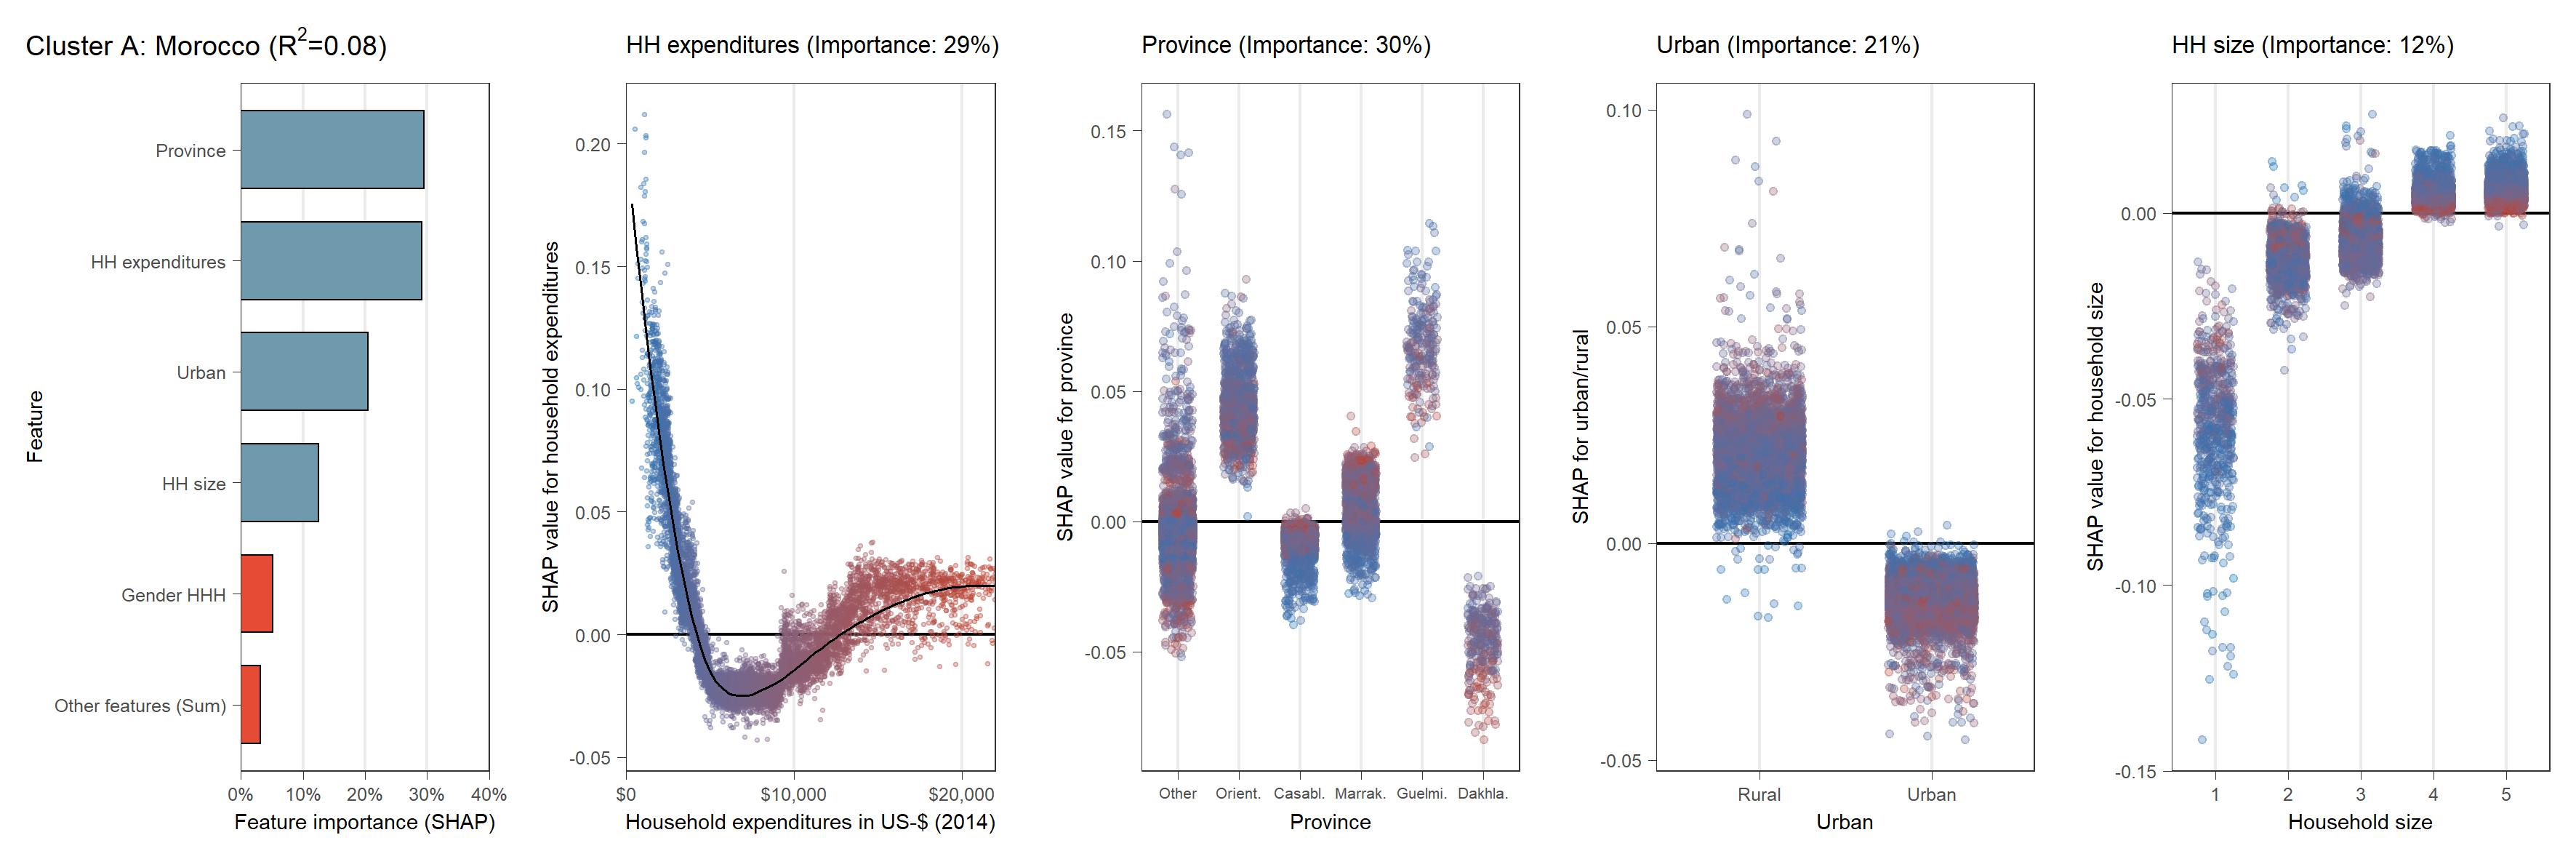 Cluster A: Morocco (R2=0.08)
Feature
Province
HH expenditures
Urban
HH size
Gender HHH
Other features (Sum)
0% 10% 20% 30% 40%
Feature importance (SHAP)
HH expenditures (Importance: 29%)
SHAP value for household expenditures
0.20
0.15
0.10
0.05
0.00
-0.05
$0 $10,000 $20,000
Household expenditures in US-$ (2014)
Province (Importance: 30%)
SHAP value for province
0.15
0.10
0.05
0.00
-0.05
Other Orient. Casabl. Marrak. Guelmi. Dakhla.
Province
Urban (Importance: 21%)
SHAP for urban/rural
0.10
0.05
0.00
-0.05
Rural Urban
Urban
HH size (Importance: 12%)
SHAP value for household size
0.00
-0.05
-0.10
-0.15
1 2 3 4 5
Household size